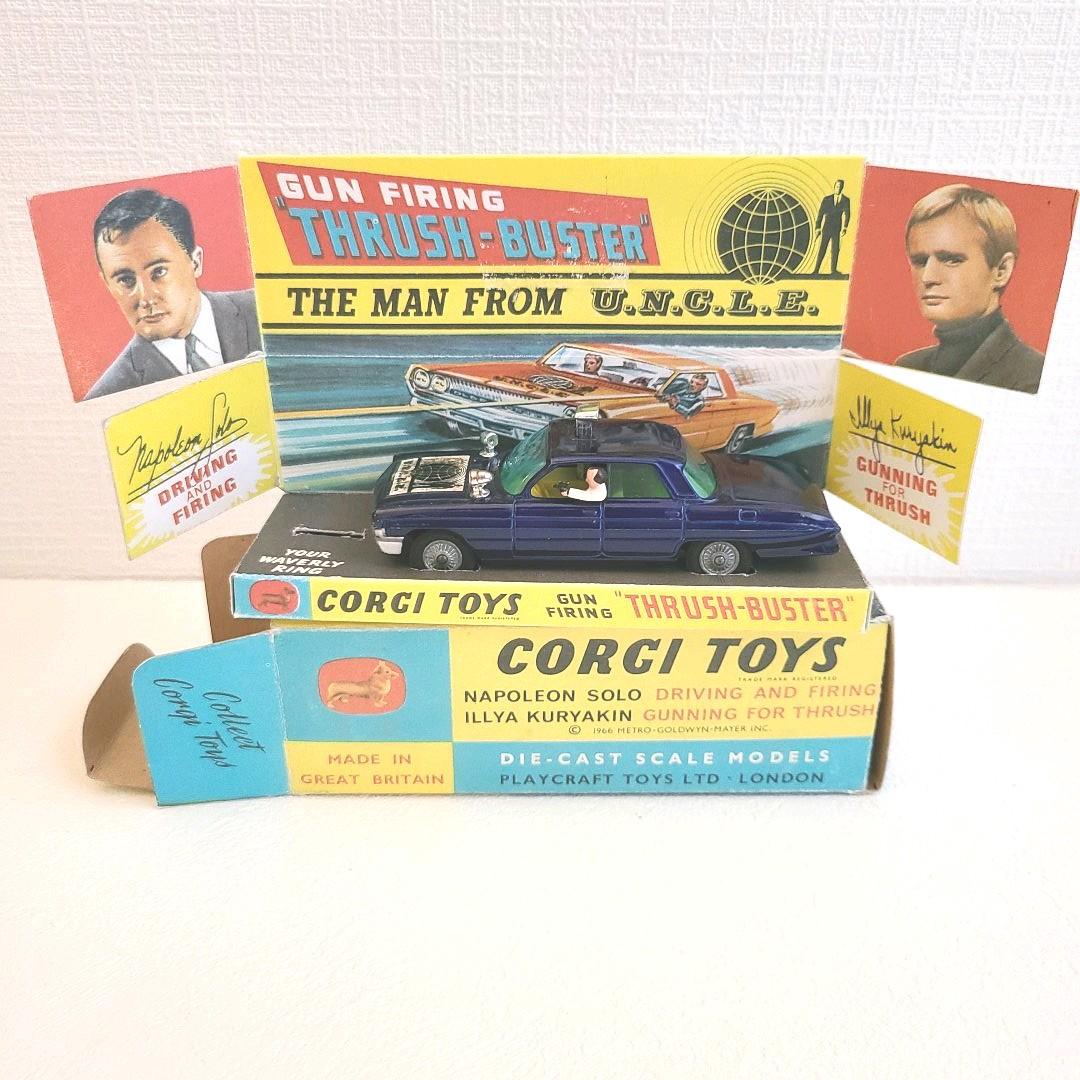 GUN FIRING
"THRUSH-BUSTER"
THE MAN FROM U.N.C.L.E.
Napoleon Solo
DRIVING
AND
FIRING
Illya Kuryakin
GUNNING
FOR
THRUSH
YOUR
WAVERLY
RING
CORGI TOYS
TRADE MARK REGISTERED
GUN
FIRING
"THRUSH-BUSTER"
CORGI TOYS
TRADE MARK REGISTERED
NAPOLEON SOLO DRIVING AND FIRING
ILLYA KURYAKIN GUNNING FOR THRUSH
© 1966 METRO-GOLDWYN-MAYER INC.
Collect
Corgi Toys
MADE IN
GREAT BRITAIN
DIE-CAST SCALE MODELS
PLAYCRAFT TOYS LTD · LONDON